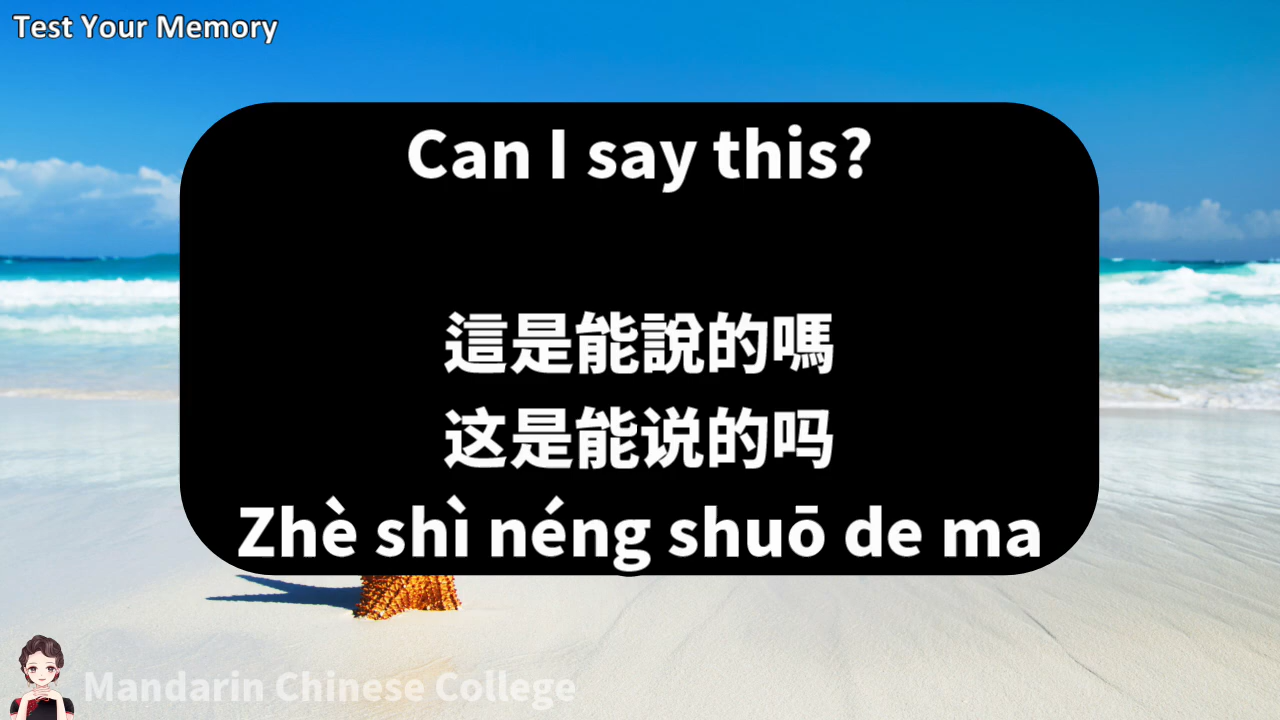 Test Your Memory
Can I say this?
這是能說的嗎
这是能说的吗
Zhè shì néng shuō de ma
Mandarin Chinese College